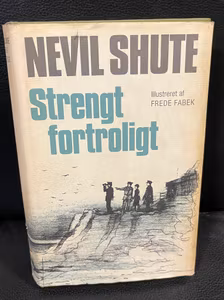 NEVIL SHUTE
Strengt
fortroligt
Illustreret af
FREDE FABEK